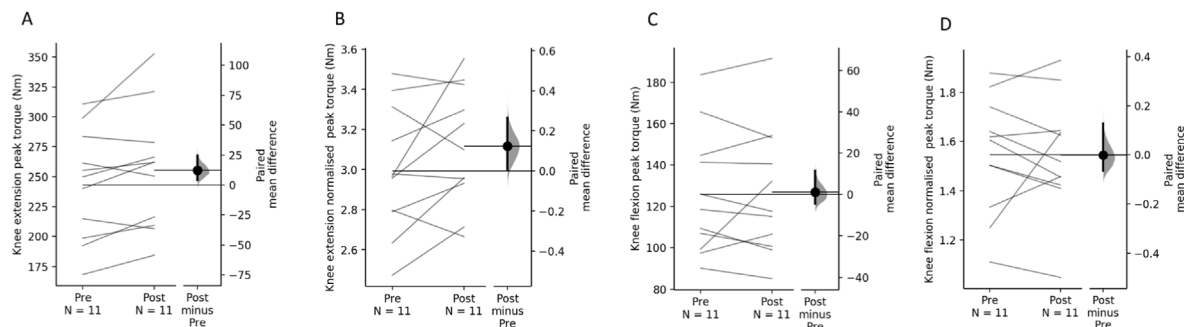 A
Knee extension peak torque (Nm)
350
325
300
275
250
225
200
175
100
75
50
25
0
−25
−50
−75
Paired
mean difference
Pre
N = 11
Post
N = 11
Post
minus
Pre
B
Knee extension normalised peak torque (Nm)
3.6
3.4
3.2
3.0
2.8
2.6
2.4
0.6
0.4
0.2
0.0
−0.2
−0.4
Paired
mean difference
Pre
N = 11
Post
N = 11
Post
minus
Pre
C
Knee flexion peak torque (Nm)
180
160
140
120
100
80
60
40
20
0
−20
−40
Paired
mean difference
Pre
N = 11
Post
N = 11
Post
minus
Pre
D
Knee flexion normalised peak torque (Nm)
1.8
1.6
1.4
1.2
0.4
0.2
0.0
−0.2
−0.4
Paired
mean difference
Pre
N = 11
Post
N = 11
Post
minus
Pre